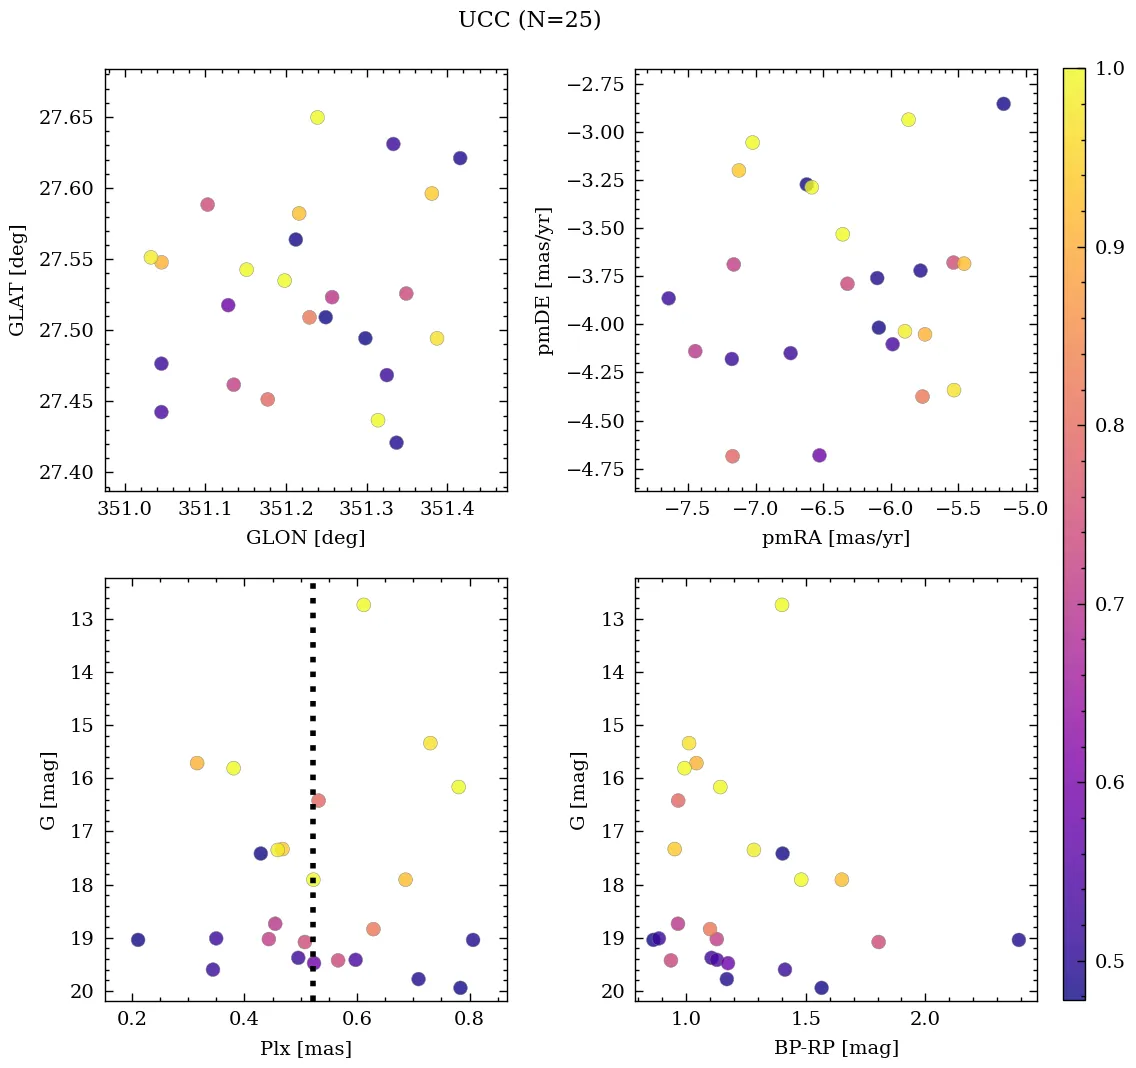 UCC (N=25)
27.65
27.60
27.55
27.50
27.45
27.40
GLAT [deg]
351.0 351.1 351.2 351.3 351.4
GLON [deg]
−2.75
−3.00
−3.25
−3.50
−3.75
−4.00
−4.25
−4.50
−4.75
pmDE [mas/yr]
−7.5 −7.0 −6.5 −6.0 −5.5 −5.0
pmRA [mas/yr]
13
14
15
16
17
18
19
20
G [mag]
0.2 0.4 0.6 0.8
Plx [mas]
13
14
15
16
17
18
19
20
G [mag]
1.0 1.5 2.0
BP-RP [mag]
1.0
0.9
0.8
0.7
0.6
0.5